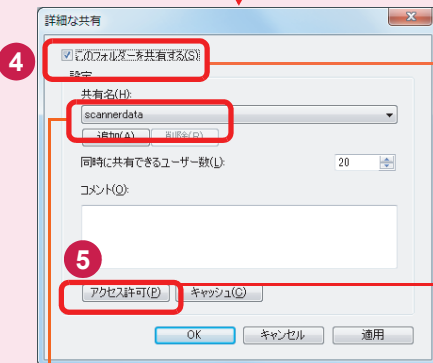 詳細な共有
4
このフォルダーを共有する(S)
設定
共有名(H):
scannerdata
追加(A) 削除(R)
同時に共有できるユーザー数(L): 20
コメント(O):
5
アクセス許可(P) キャッシュ(C)
OK キャンセル 適用